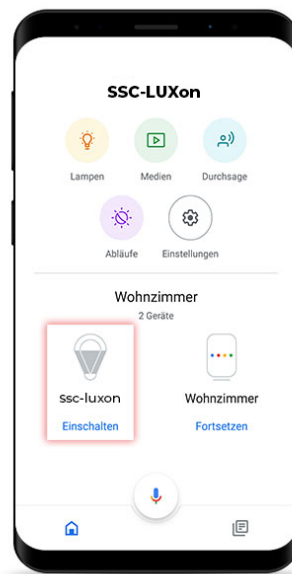 SSC-LUXon
Lampen Medien Durchsage
Abläufe Einstellungen
Wohnzimmer
2 Geräte
ssc-luxon Wohnzimmer
Einschalten Fortsetzen